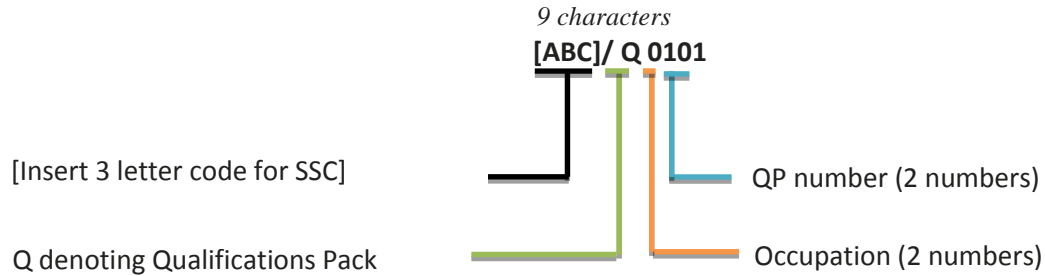 9 characters
[ABC]/ Q 0101
[Insert 3 letter code for SSC]
QP number (2 numbers)
Q denoting Qualifications Pack
Occupation (2 numbers)